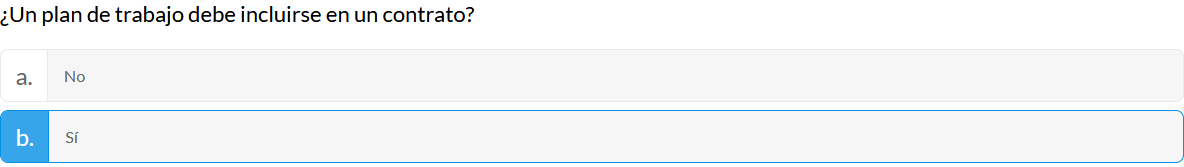 ¿Un plan de trabajo debe incluirse en un contrato?
a. No
b. Sí